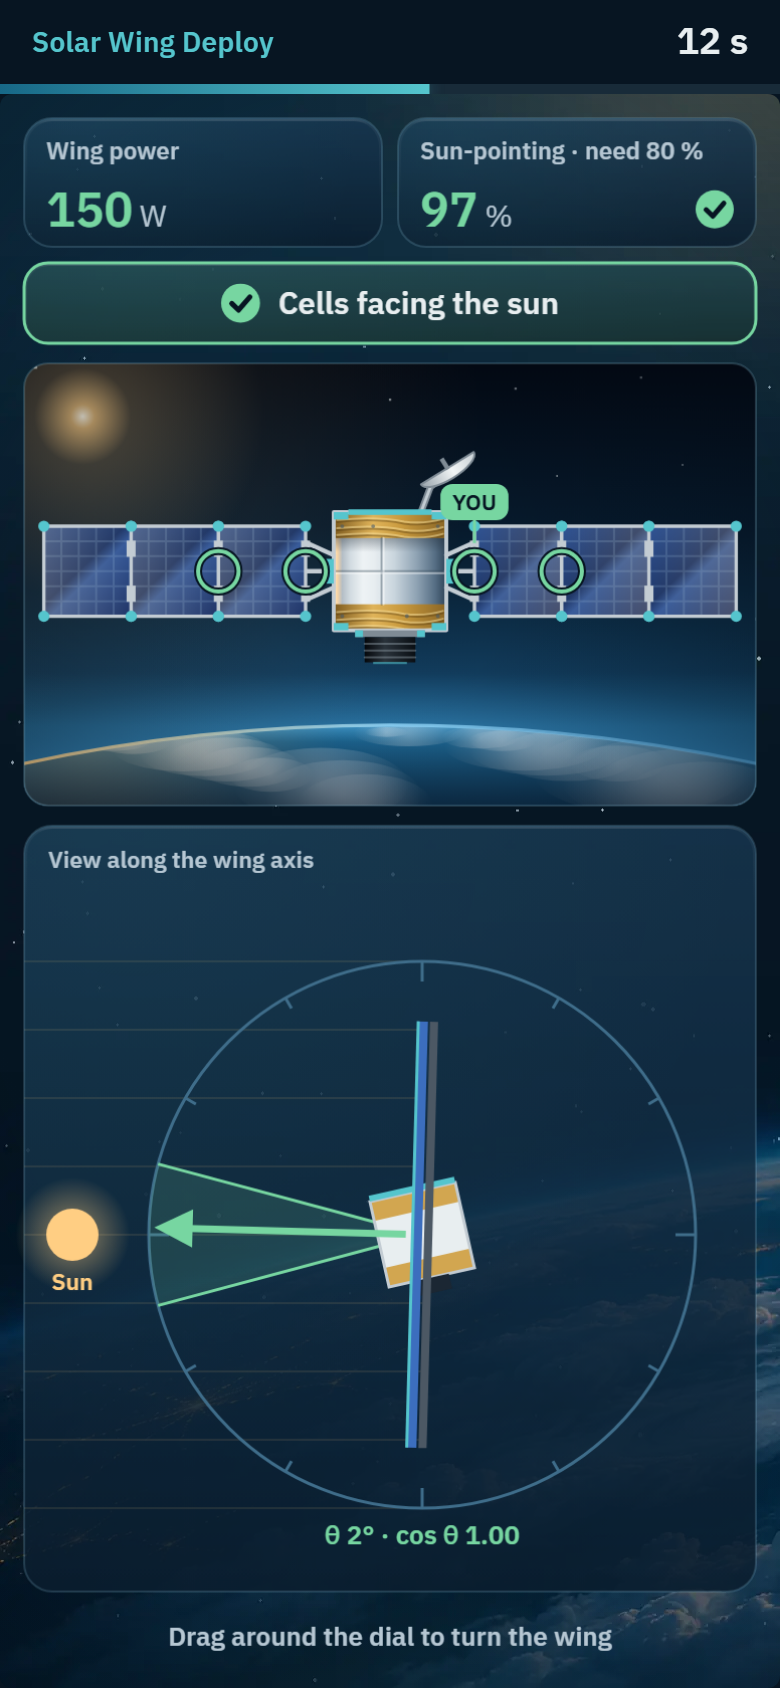 Solar Wing Deploy
12 s
Wing power
150 W
Sun-pointing · need 80 %
97 %
Cells facing the sun
YOU
View along the wing axis
Sun
θ 2° · cos θ 1.00
Drag around the dial to turn the wing